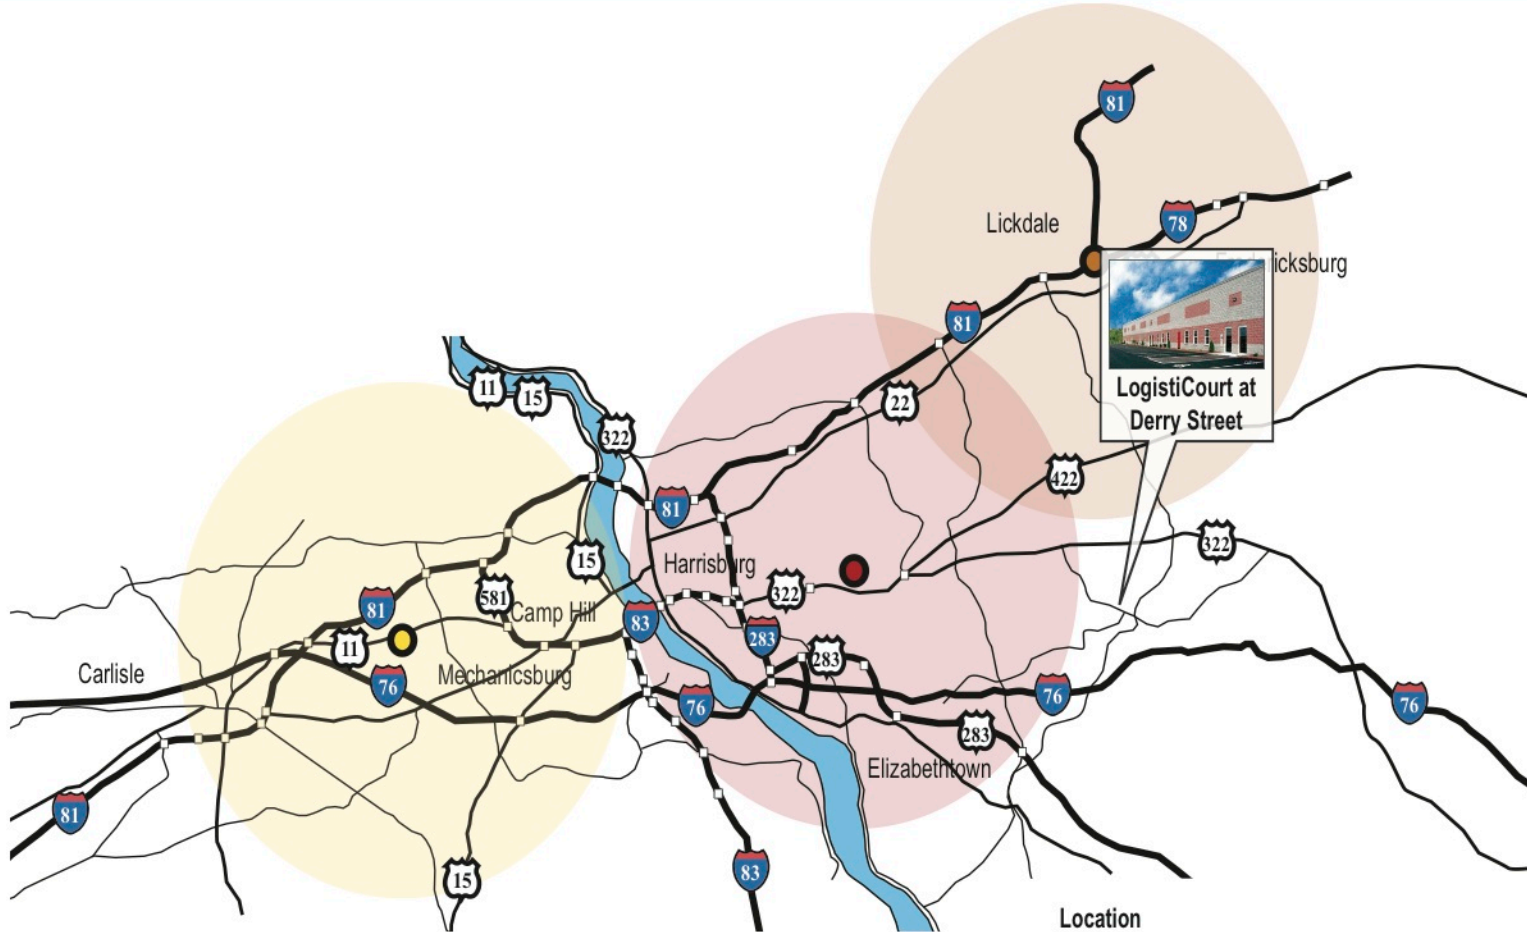 81
78
Lickdale
icksburg
81
11
15
22
322
LogistiCourt at
Derry Street
422
81
322
15
Harrisburg
322
581
81
Camp Hill
83
283
11
283
Carlisle
Mechanicsburg
76
76
76
76
283
Elizabethtown
81
83
15
Location